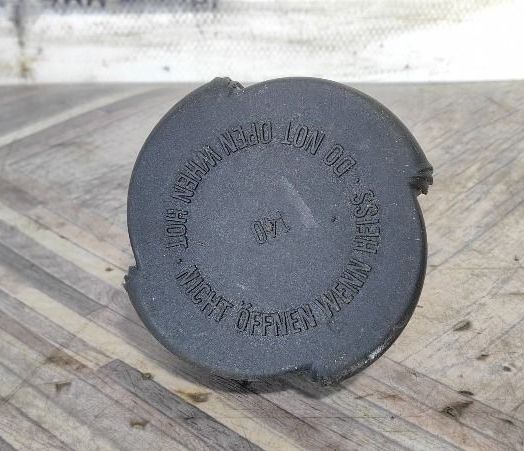 DO NOT OPEN WHEN HOT ·
NICHT ÖFFNEN WENN HEISS ·
140